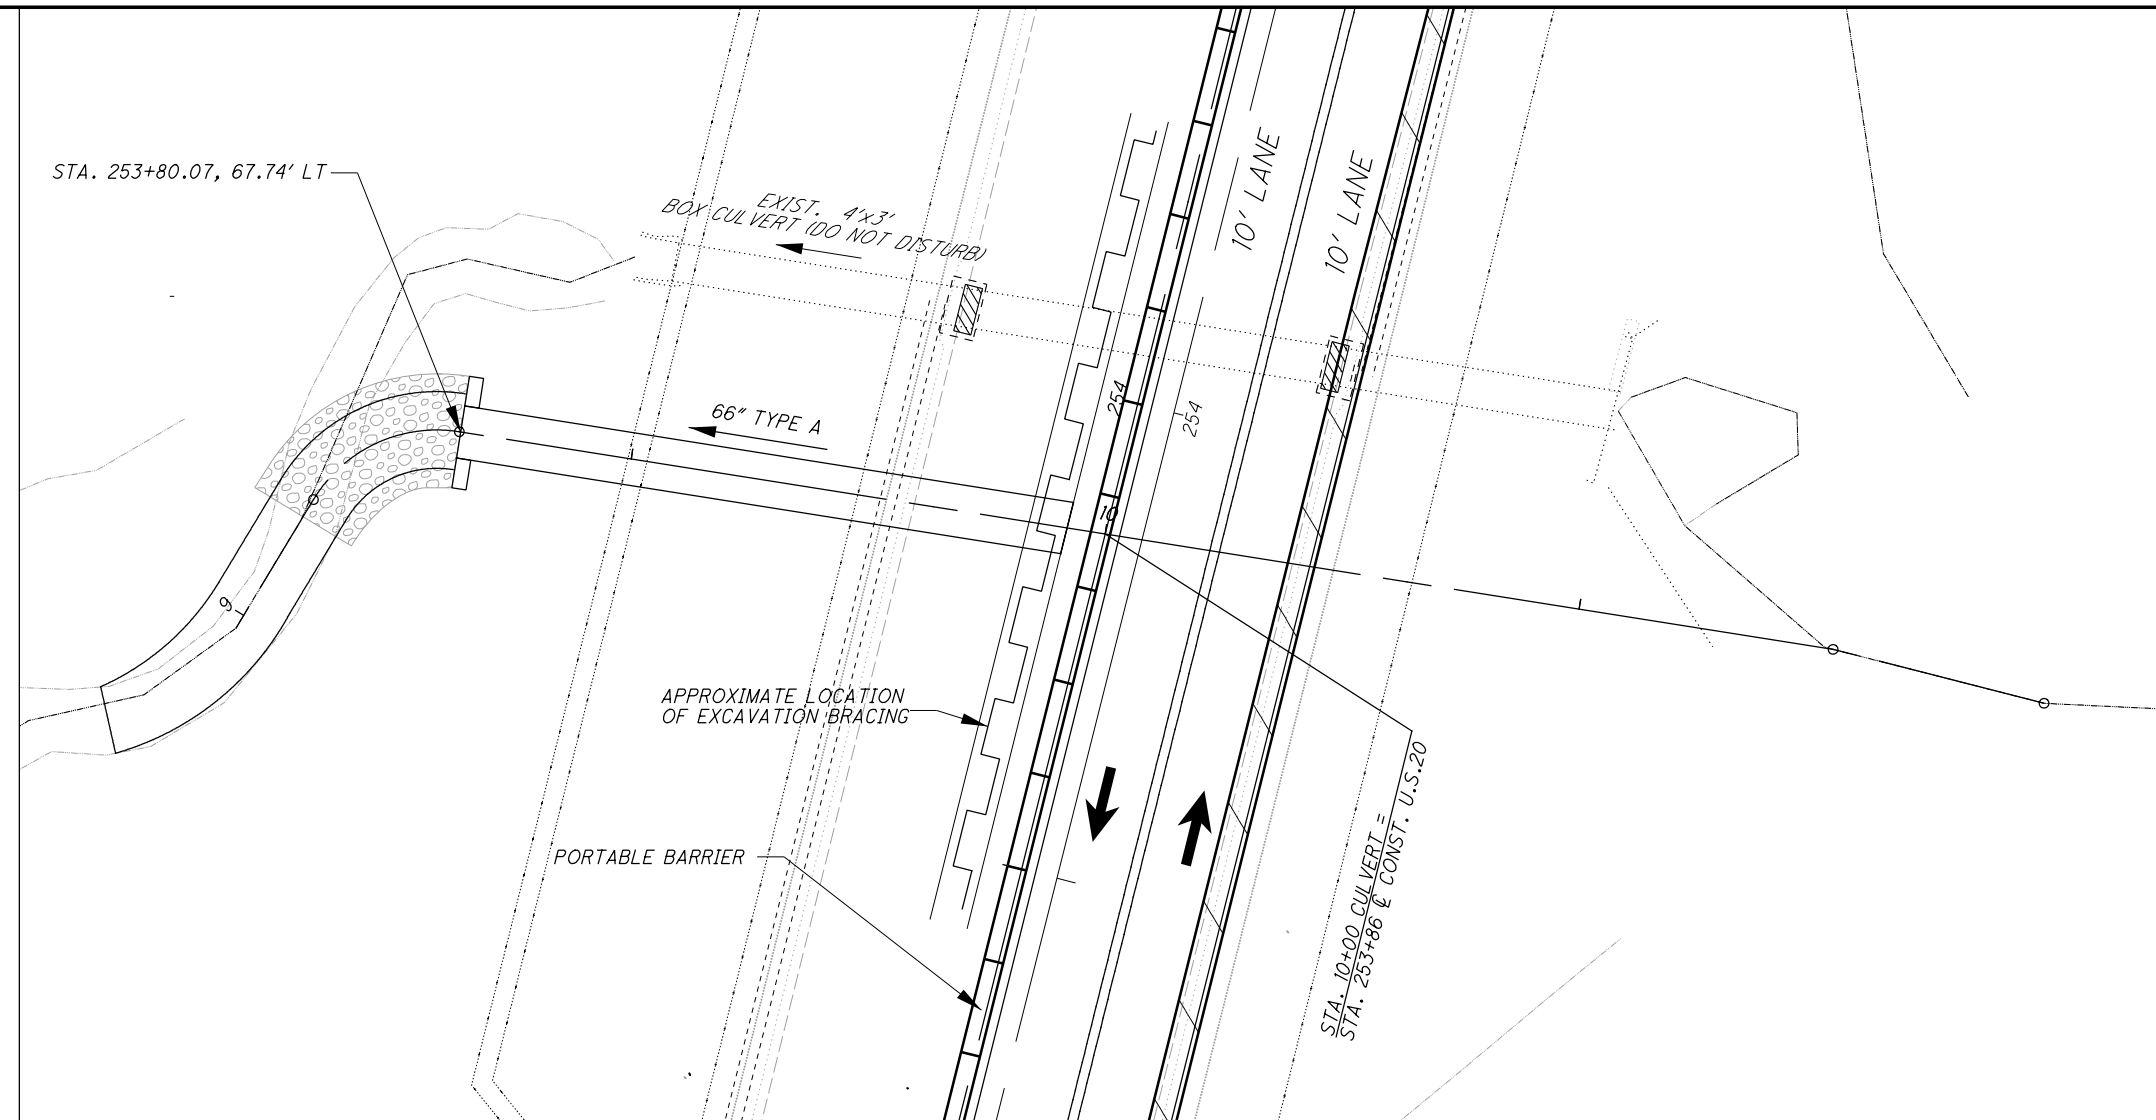 STA. 253+80.07, 67.74' LT
EXIST. 4'x3'
BOX CULVERT (DO NOT DISTURB)
10' LANE
10' LANE
66" TYPE A
254
254
10
9
APPROXIMATE LOCATION
OF EXCAVATION BRACING
PORTABLE BARRIER
STA. 10+00 CULVERT =
STA. 253+86 ℄ CONST. U.S.20